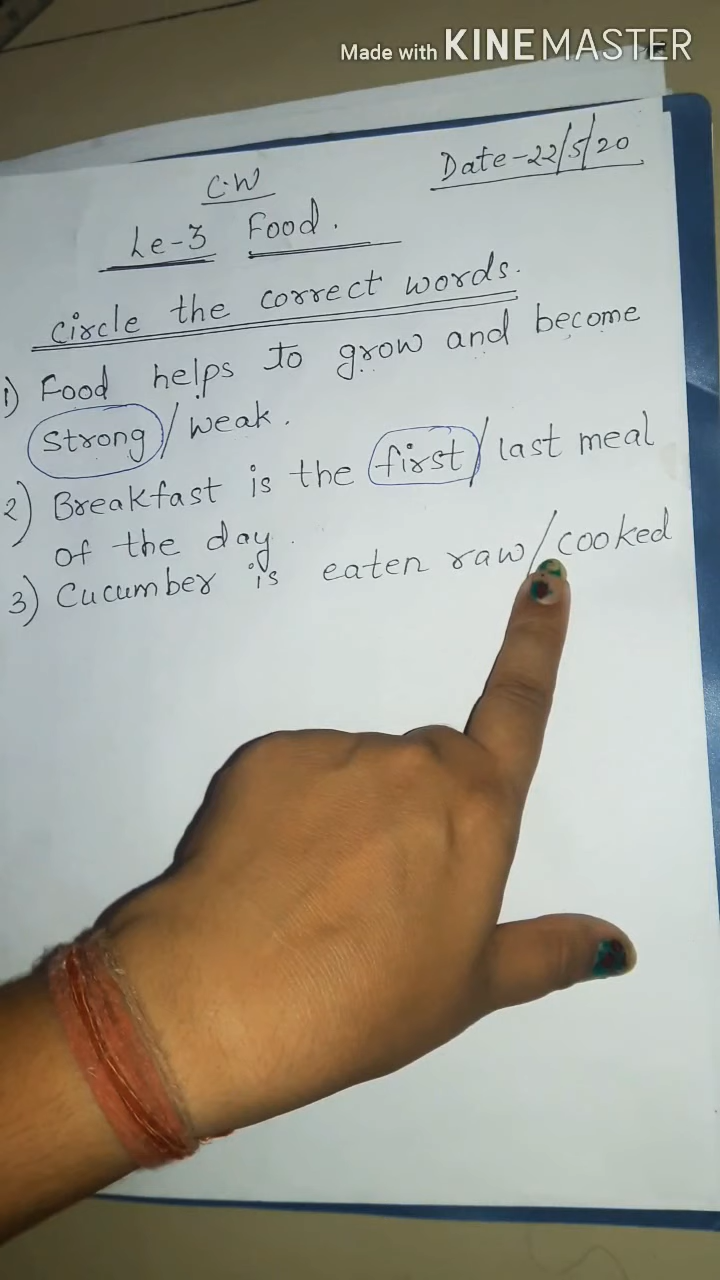 Made with KINEMASTER
C.W
Date-22/5/20
Le-3 Food.
Circle the correct words.
1) Food helps to grow and become
Strong/weak.
2) Breakfast is the first/last meal
of the day.
3) Cucumber is eaten raw/cooked